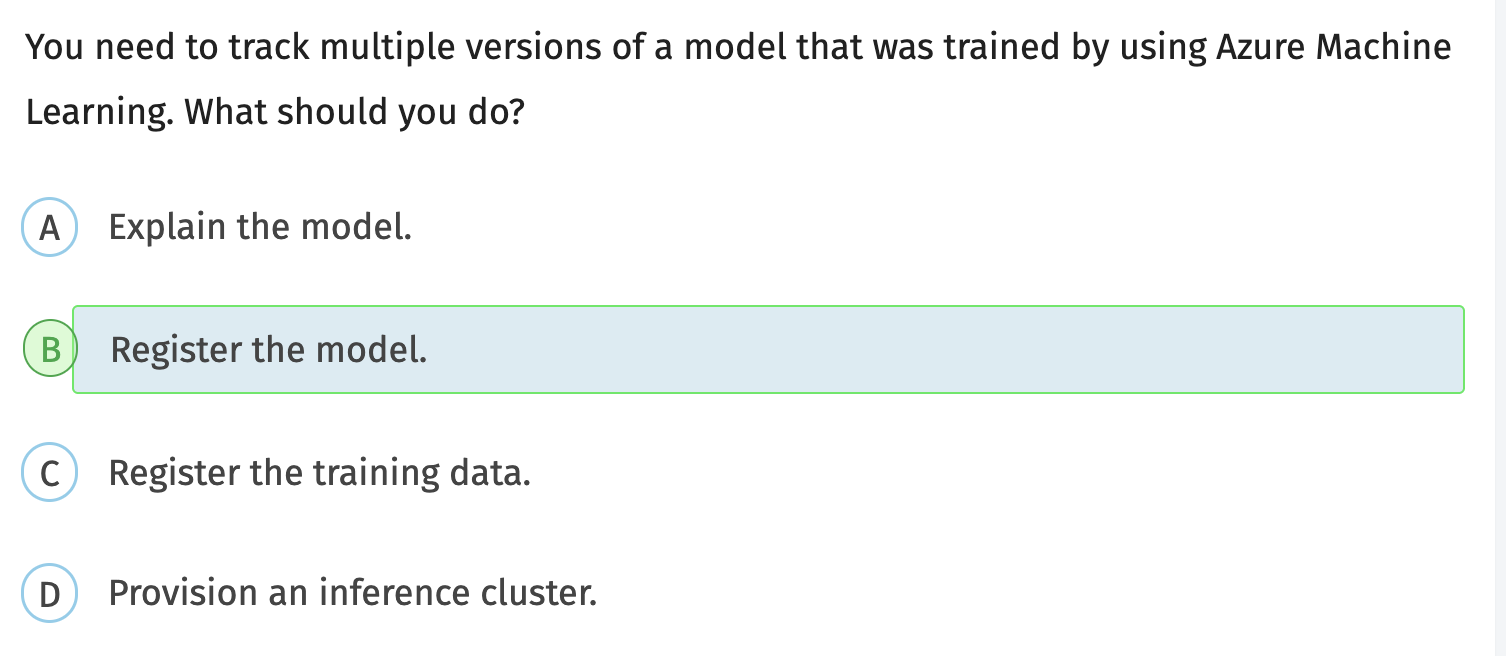 You need to track multiple versions of a model that was trained by using Azure Machine
Learning. What should you do?
A Explain the model.
B Register the model.
C Register the training data.
D Provision an inference cluster.